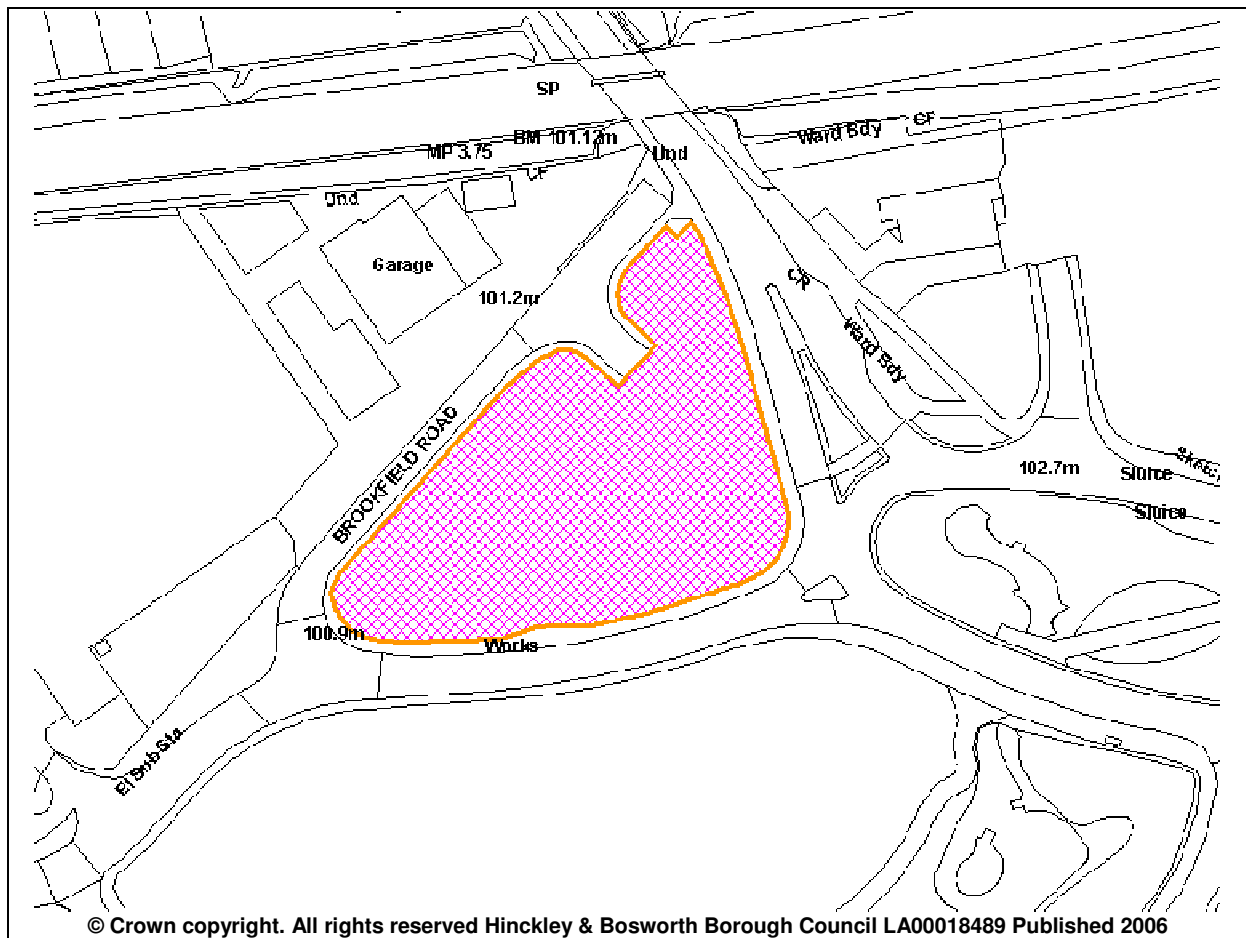 SP
BM 101.12m
MP 3.75
Und
Ward Bdy
CF
CF
Und
Garage
101.2m
CR
Ward Bdy
BROOKFIELD ROAD
102.7m
Sluice
Sluice
100.9m
Works
El Sub Sta
© Crown copyright. All rights reserved Hinckley & Bosworth Borough Council LA00018489 Published 2006